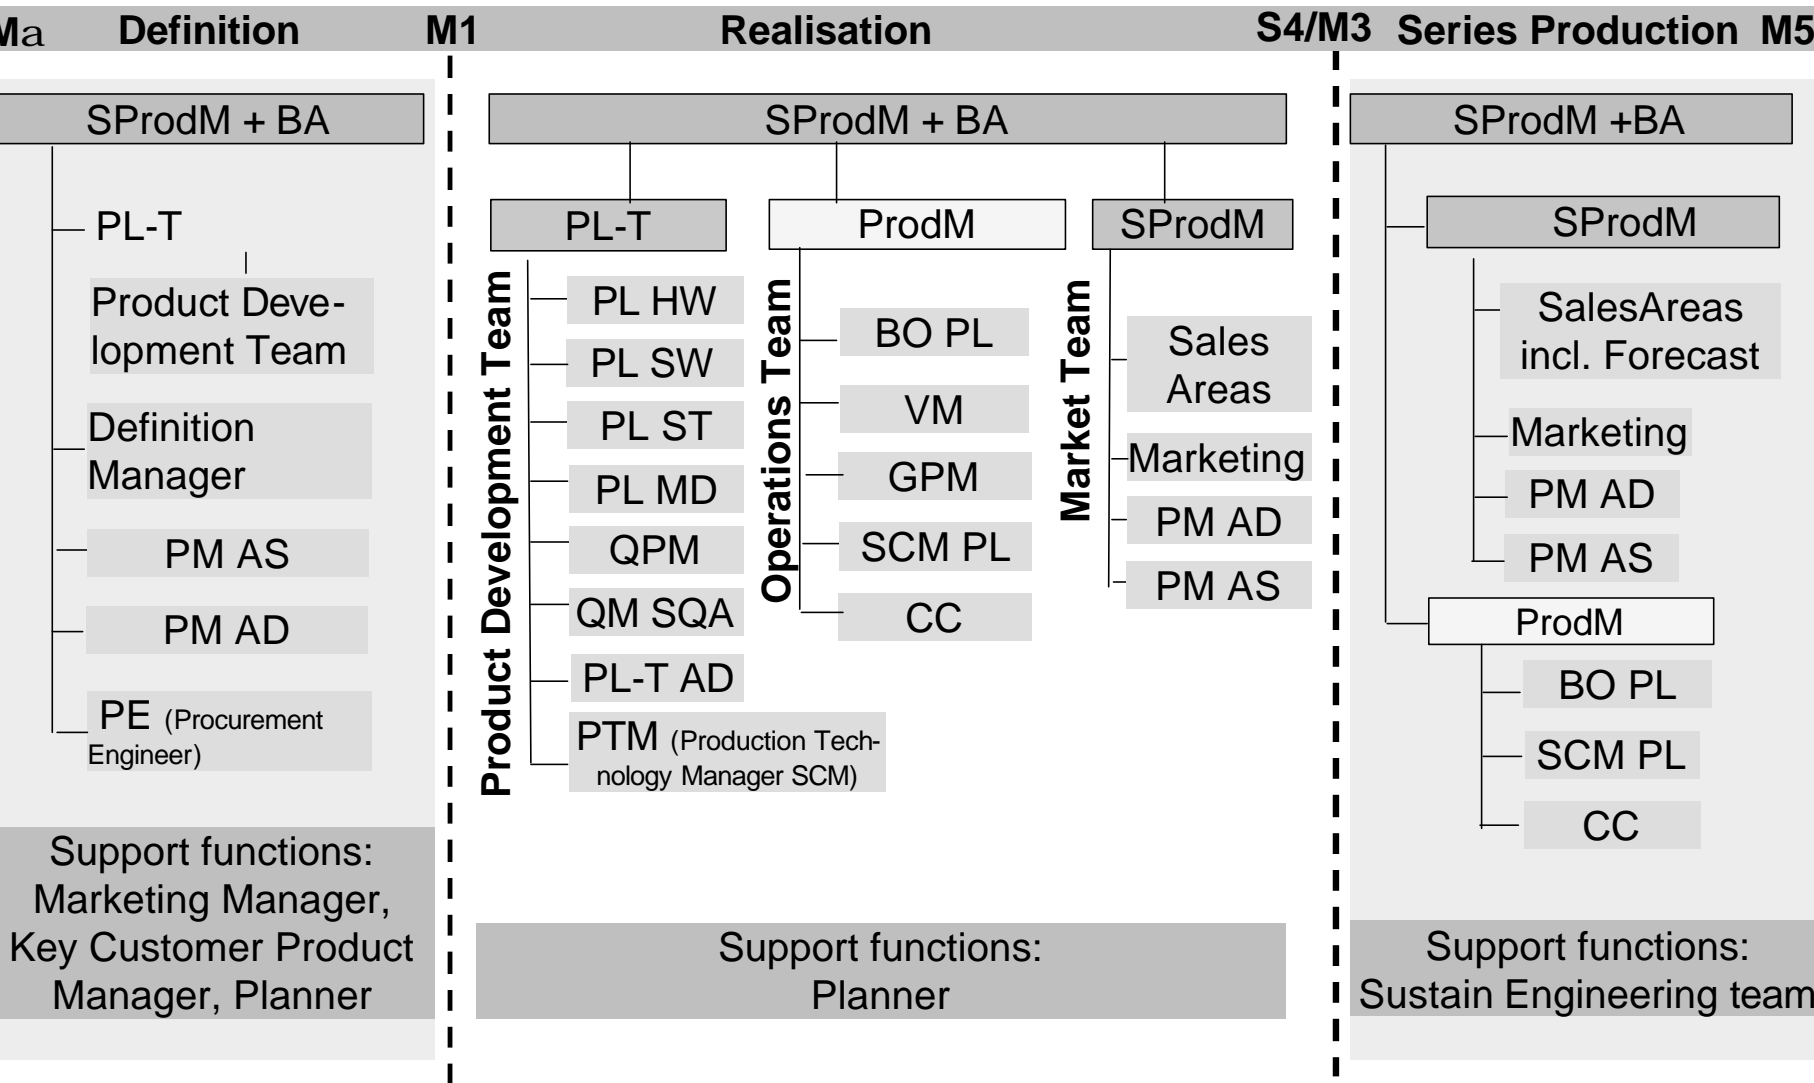 Ma Definition M1 Realisation S4/M3 Series Production M5
SProdM + BA
PL-T
Product Deve-
lopment Team
Definition
Manager
PM AS
PM AD
PE (Procurement
Engineer)
Support functions:
Marketing Manager,
Key Customer Product
Manager, Planner
SProdM + BA
PL-T
Product Development Team
PL HW
PL SW
PL ST
PL MD
QPM
QM SQA
PL-T AD
PTM (Production Tech-
nology Manager SCM)
ProdM
Operations Team
BO PL
VM
GPM
SCM PL
CC
SProdM
Market Team
Sales
Areas
Marketing
PM AD
PM AS
Support functions:
Planner
SProdM +BA
SProdM
SalesAreas
incl. Forecast
Marketing
PM AD
PM AS
ProdM
BO PL
SCM PL
CC
Support functions:
Sustain Engineering team